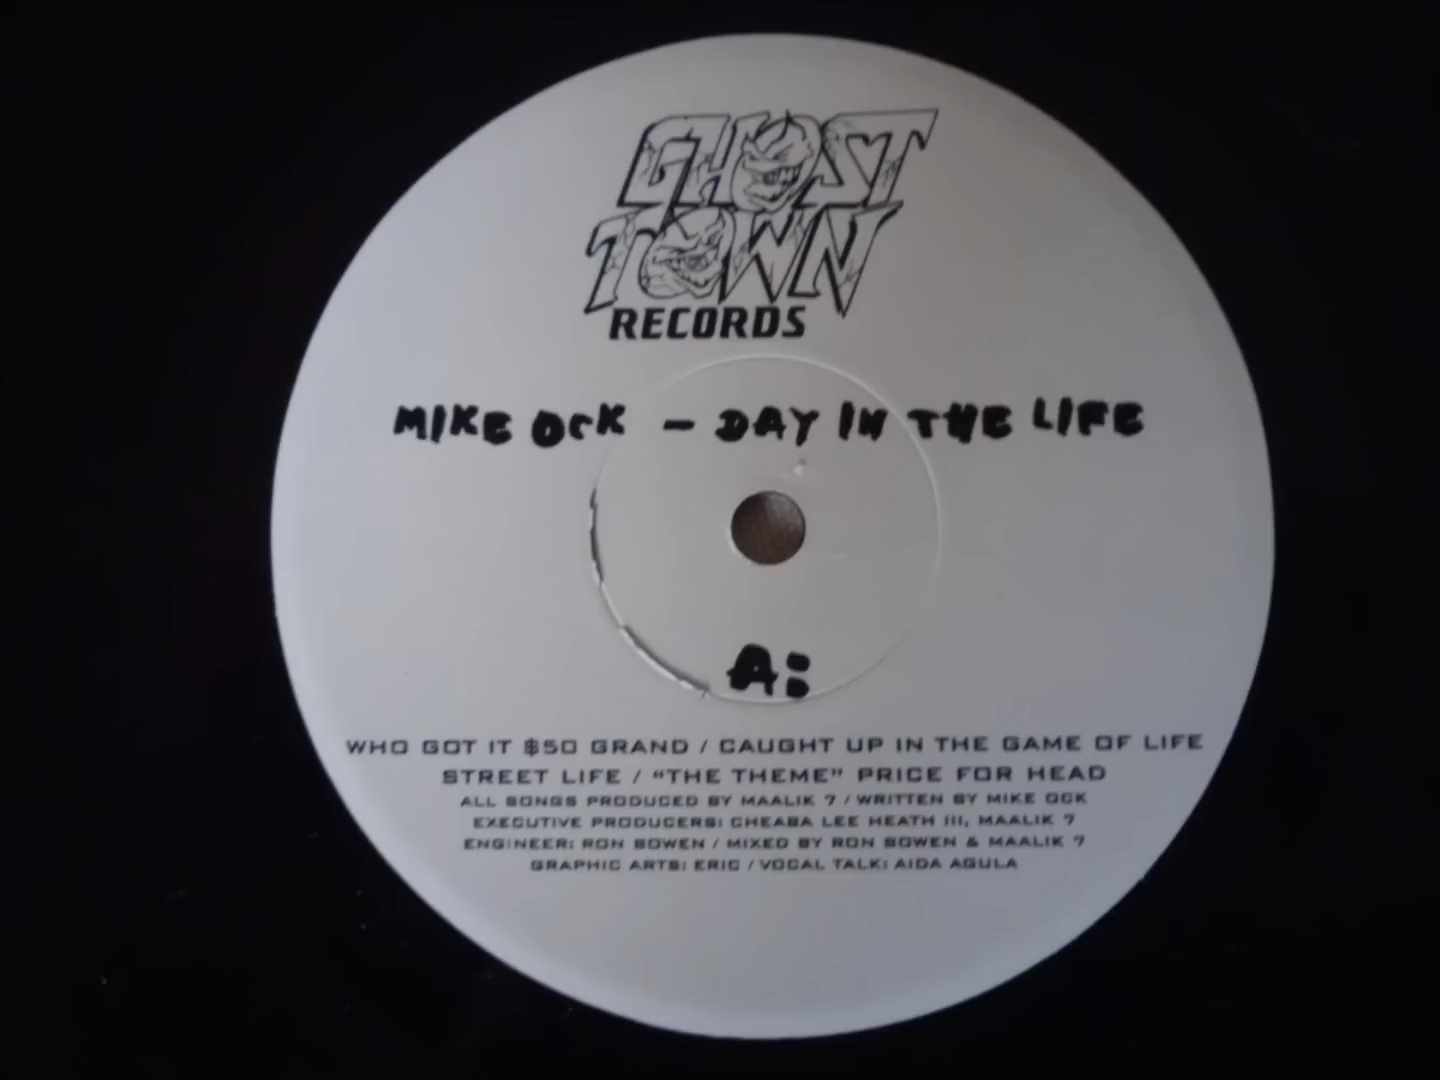 GHOST
TOWN
RECORDS
MIKE OCK - DAY IN THE LIFE
A:
WHO GOT IT $50 GRAND / CAUGHT UP IN THE GAME OF LIFE
STREET LIFE / "THE THEME" PRICE FOR HEAD
ALL SONGS PRODUCED BY MAALIK 7 / WRITTEN BY MIKE OCK
EXECUTIVE PRODUCERS: CHEABA LEE HEATH III, MAALIK 7
ENGINEER: RON BOWEN / MIXED BY RON BOWEN & MAALIK 7
GRAPHIC ARTS: ERIC / VOCAL TALK: AIDA AGULA